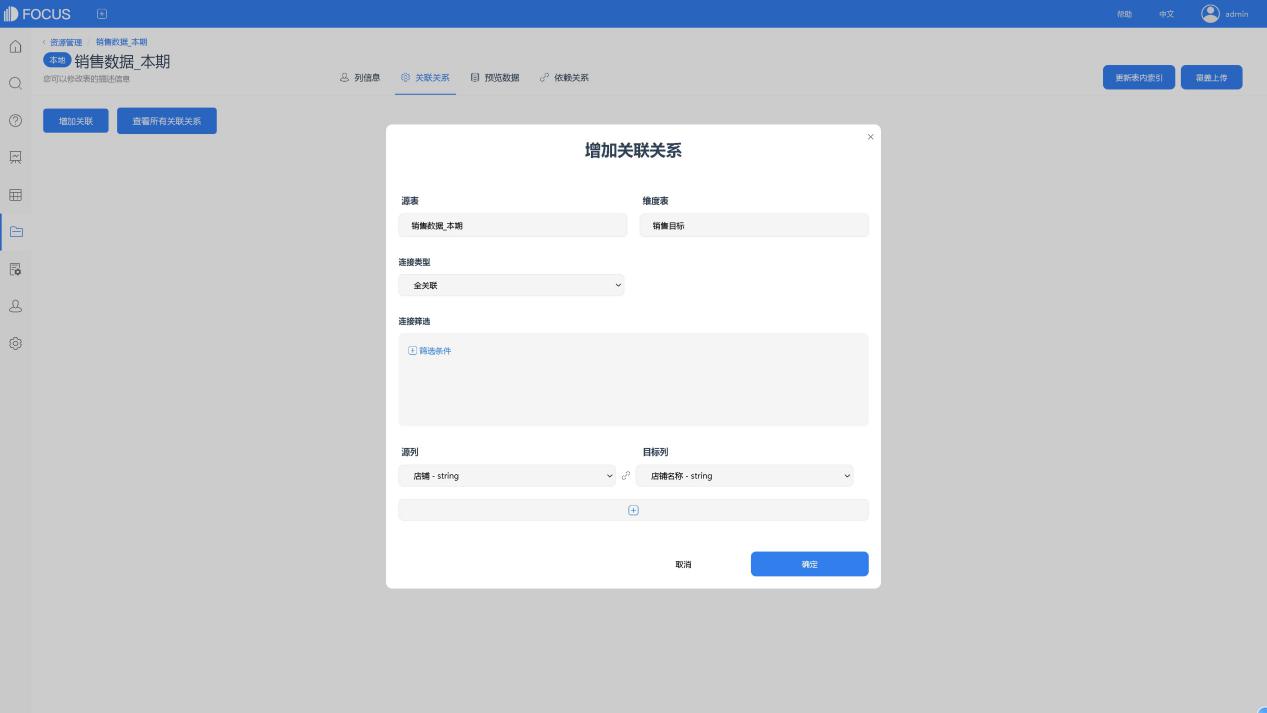 FOCUS
帮助
中文
admin
资源管理 / 销售数据_本期
本地 销售数据_本期
您可以修改表的描述信息
列信息
关联关系
预览数据
依赖关系
更新表内索引
覆盖上传
增加关联
查看所有关联关系
增加关联关系
源表
维度表
销售数据_本期
销售目标
连接类型
全关联
连接筛选
筛选条件
源列
目标列
店铺 - string
店铺名称 - string
取消
确定